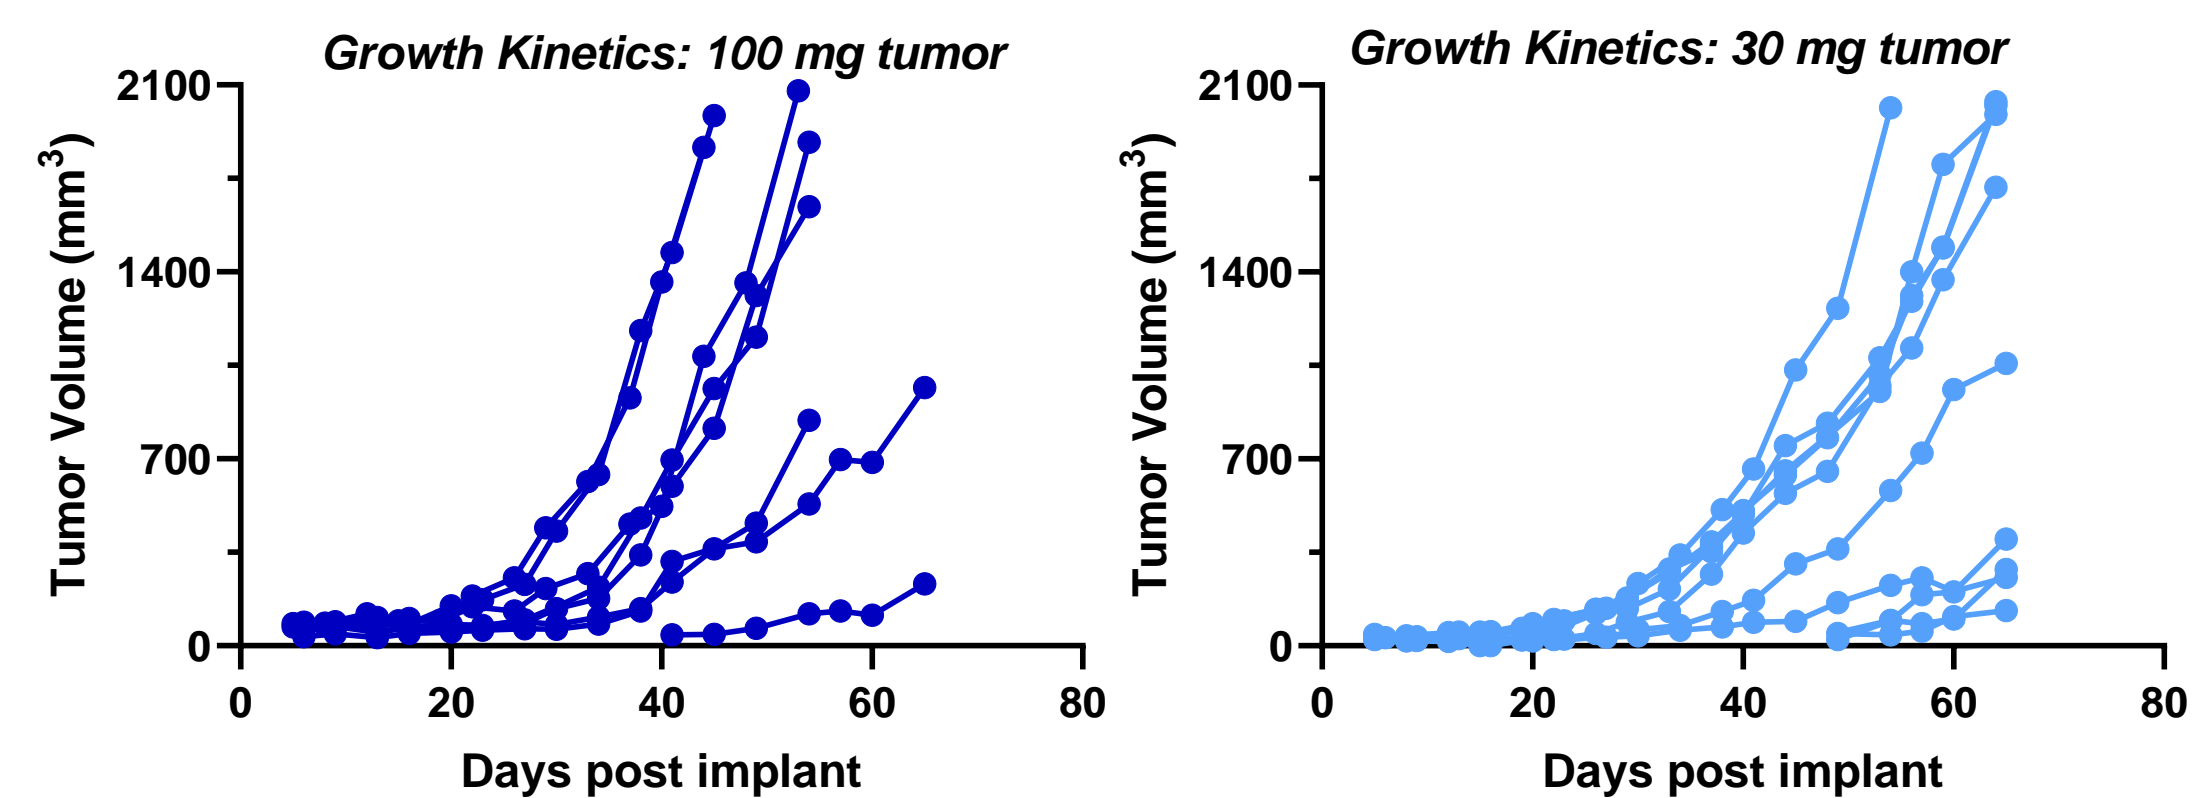 Growth Kinetics: 100 mg tumor
Tumor Volume (mm³)
2100
1400
700
0
0 20 40 60 80
Days post implant
Growth Kinetics: 30 mg tumor
Tumor Volume (mm³)
2100
1400
700
0
0 20 40 60 80
Days post implant